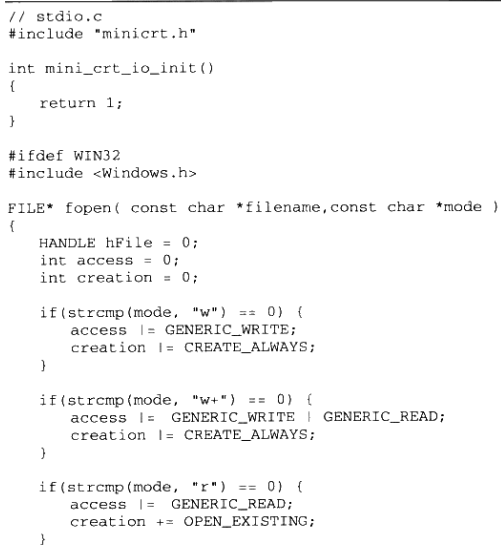 // stdio.c
#include "minicrt.h"

int mini_crt_io_init()
{
    return 1;
}

#ifdef WIN32
#include <Windows.h>

FILE* fopen( const char *filename,const char *mode )
{
    HANDLE hFile = 0;
    int access = 0;
    int creation = 0;

    if(strcmp(mode, "w") == 0) {
        access |= GENERIC_WRITE;
        creation |= CREATE_ALWAYS;
    }

    if(strcmp(mode, "w+") == 0) {
        access |=  GENERIC_WRITE | GENERIC_READ;
        creation |= CREATE_ALWAYS;
    }

    if(strcmp(mode, "r") == 0) {
        access |=  GENERIC_READ;
        creation += OPEN_EXISTING;
    }